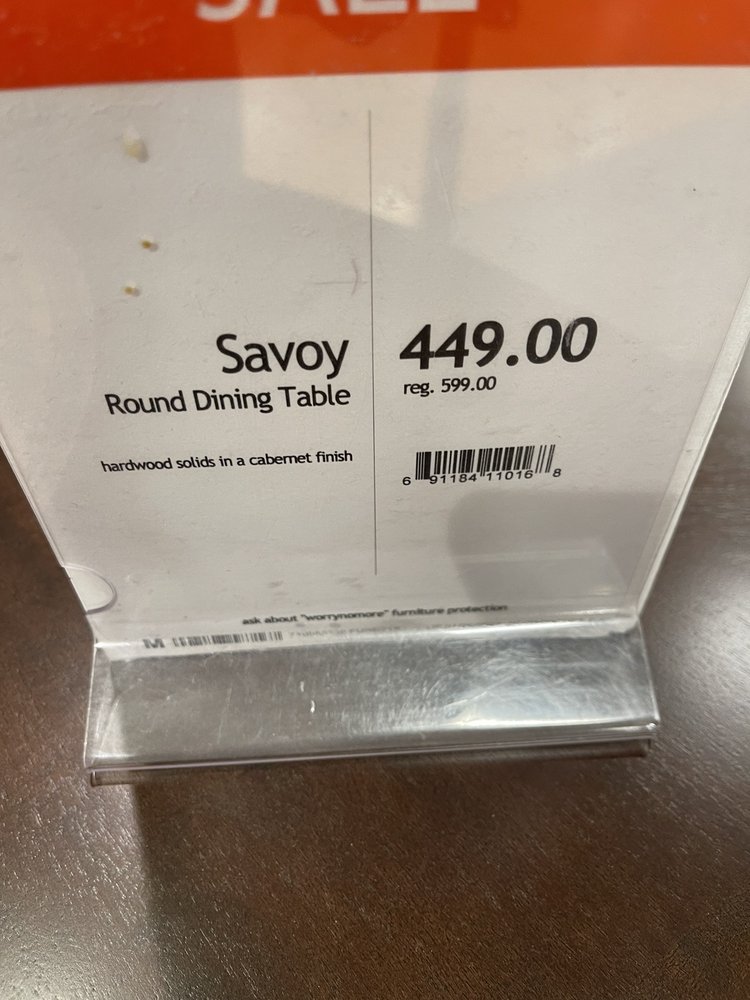 SALE
Savoy
Round Dining Table
hardwood solids in a cabernet finish
449.00
reg. 599.00
6 91184 11016 8
ask about "worrynomore" furniture protection
M